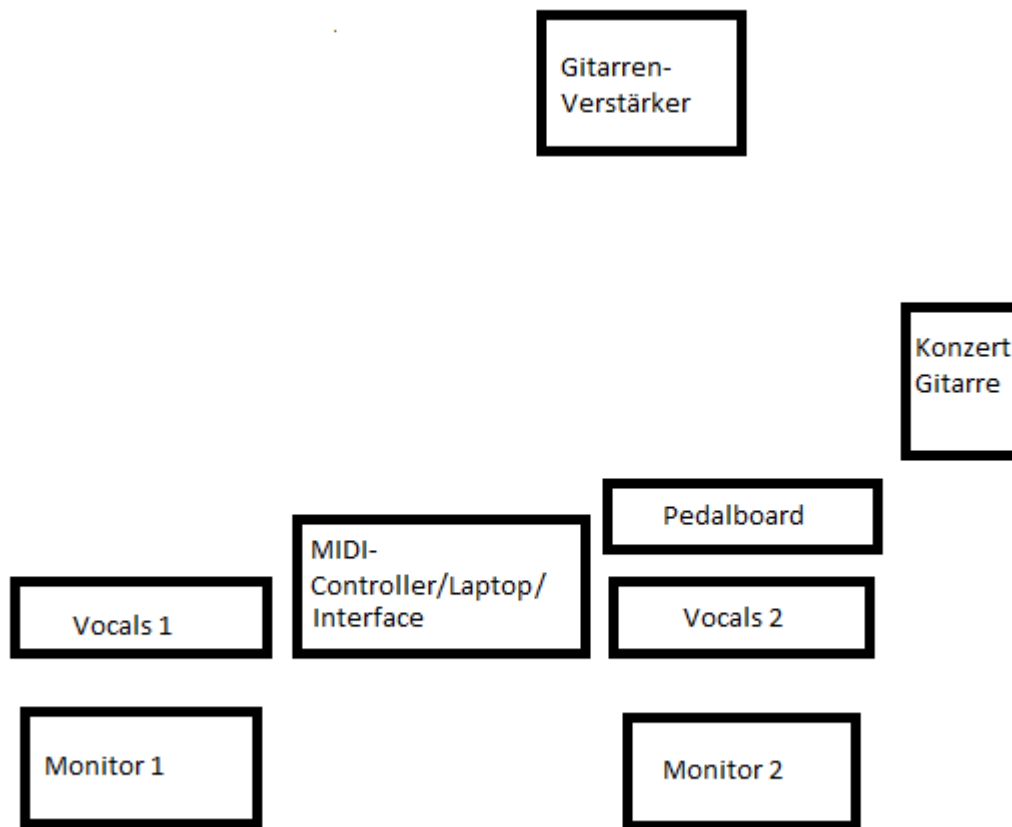 Gitarren-
Verstärker
Konzert
Gitarre
Pedalboard
MIDI-
Controller/Laptop/
Interface
Vocals 1
Vocals 2
Monitor 1
Monitor 2